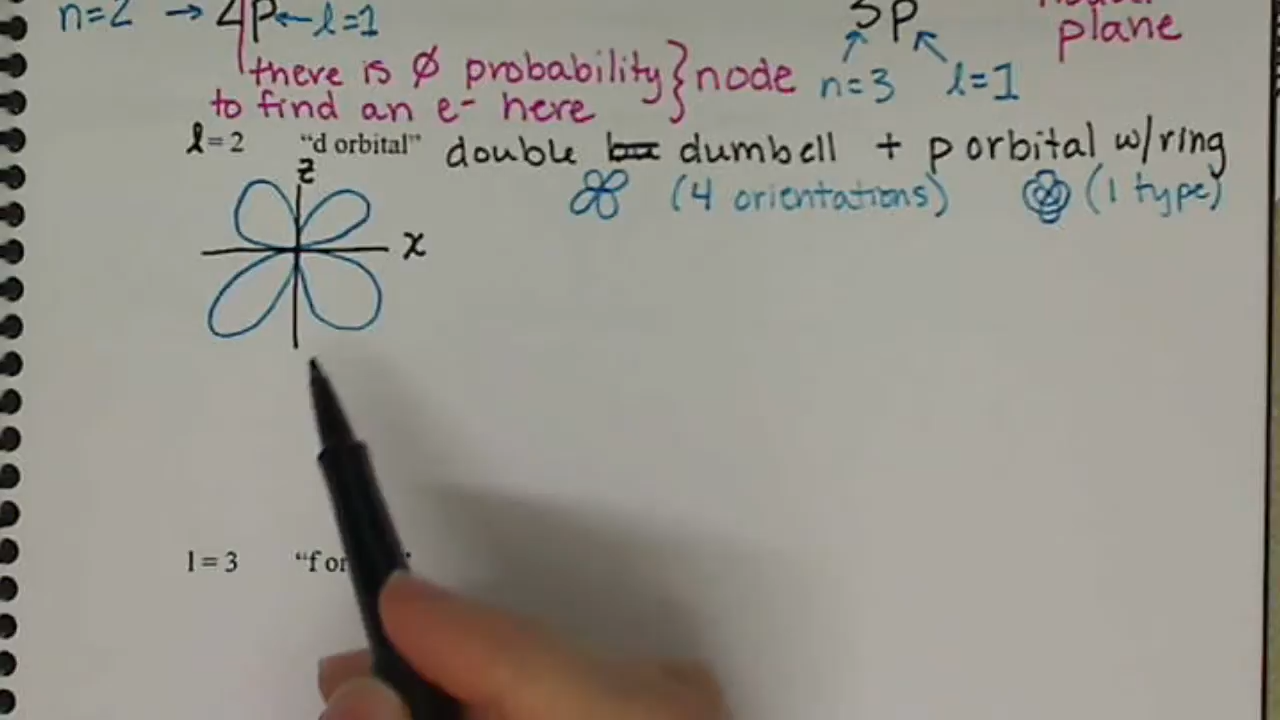 n=2 → 2p ← l=1
3p
plane
there is ∅ probability } node
to find an e- here
n=3 l=1
l=2 "d orbital" double dumbell + p orbital w/ring
(4 orientations) (1 type)
z
x
l = 3 "f